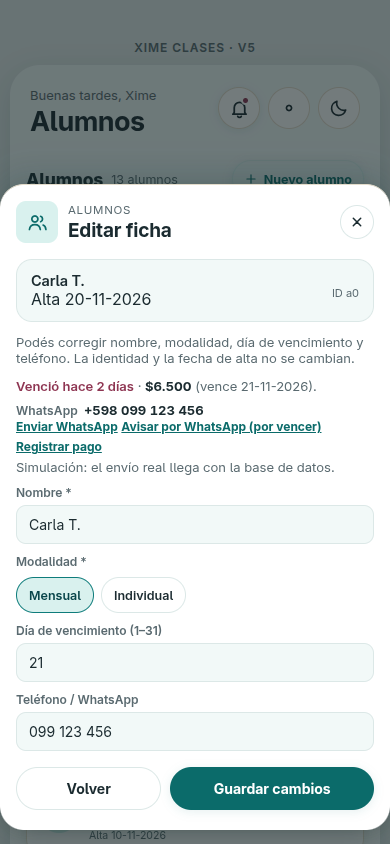 XIME CLASES · V5
Buenas tardes, Xime
Alumnos
Alumnos 13 alumnos
+ Nuevo alumno
ALUMNOS
Editar ficha
Carla T.
Alta 20-11-2026
ID a0
Podés corregir nombre, modalidad, día de vencimiento y
teléfono. La identidad y la fecha de alta no se cambian.
Venció hace 2 días · $6.500 (vence 21-11-2026).
WhatsApp +598 099 123 456
Enviar WhatsApp Avisar por WhatsApp (por vencer)
Registrar pago
Simulación: el envío real llega con la base de datos.
Nombre *
Carla T.
Modalidad *
Mensual Individual
Día de vencimiento (1–31)
21
Teléfono / WhatsApp
099 123 456
Volver Guardar cambios
Alta 10-11-2026